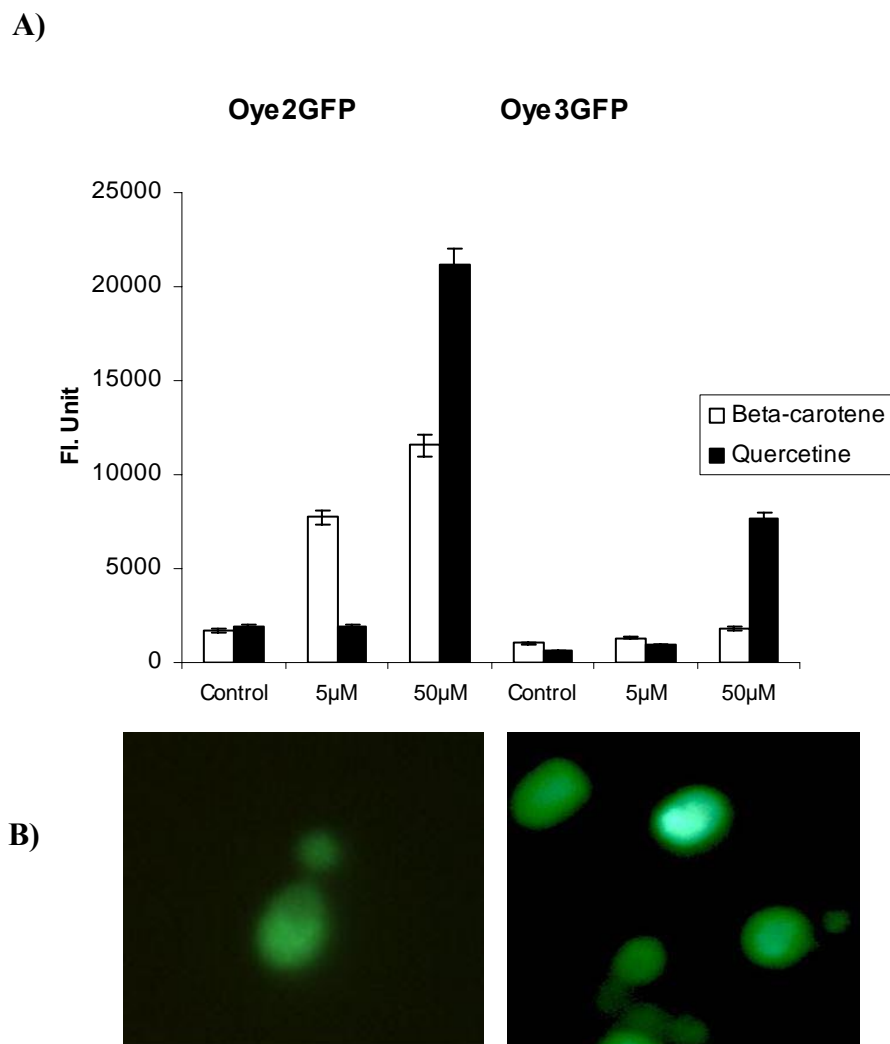 A)
Oye2GFP Oye3GFP
25000
20000
15000
10000
5000
0
Fl. Unit
Beta-carotene
Quercetine
Control 5µM 50µM Control 5µM 50µM
B)